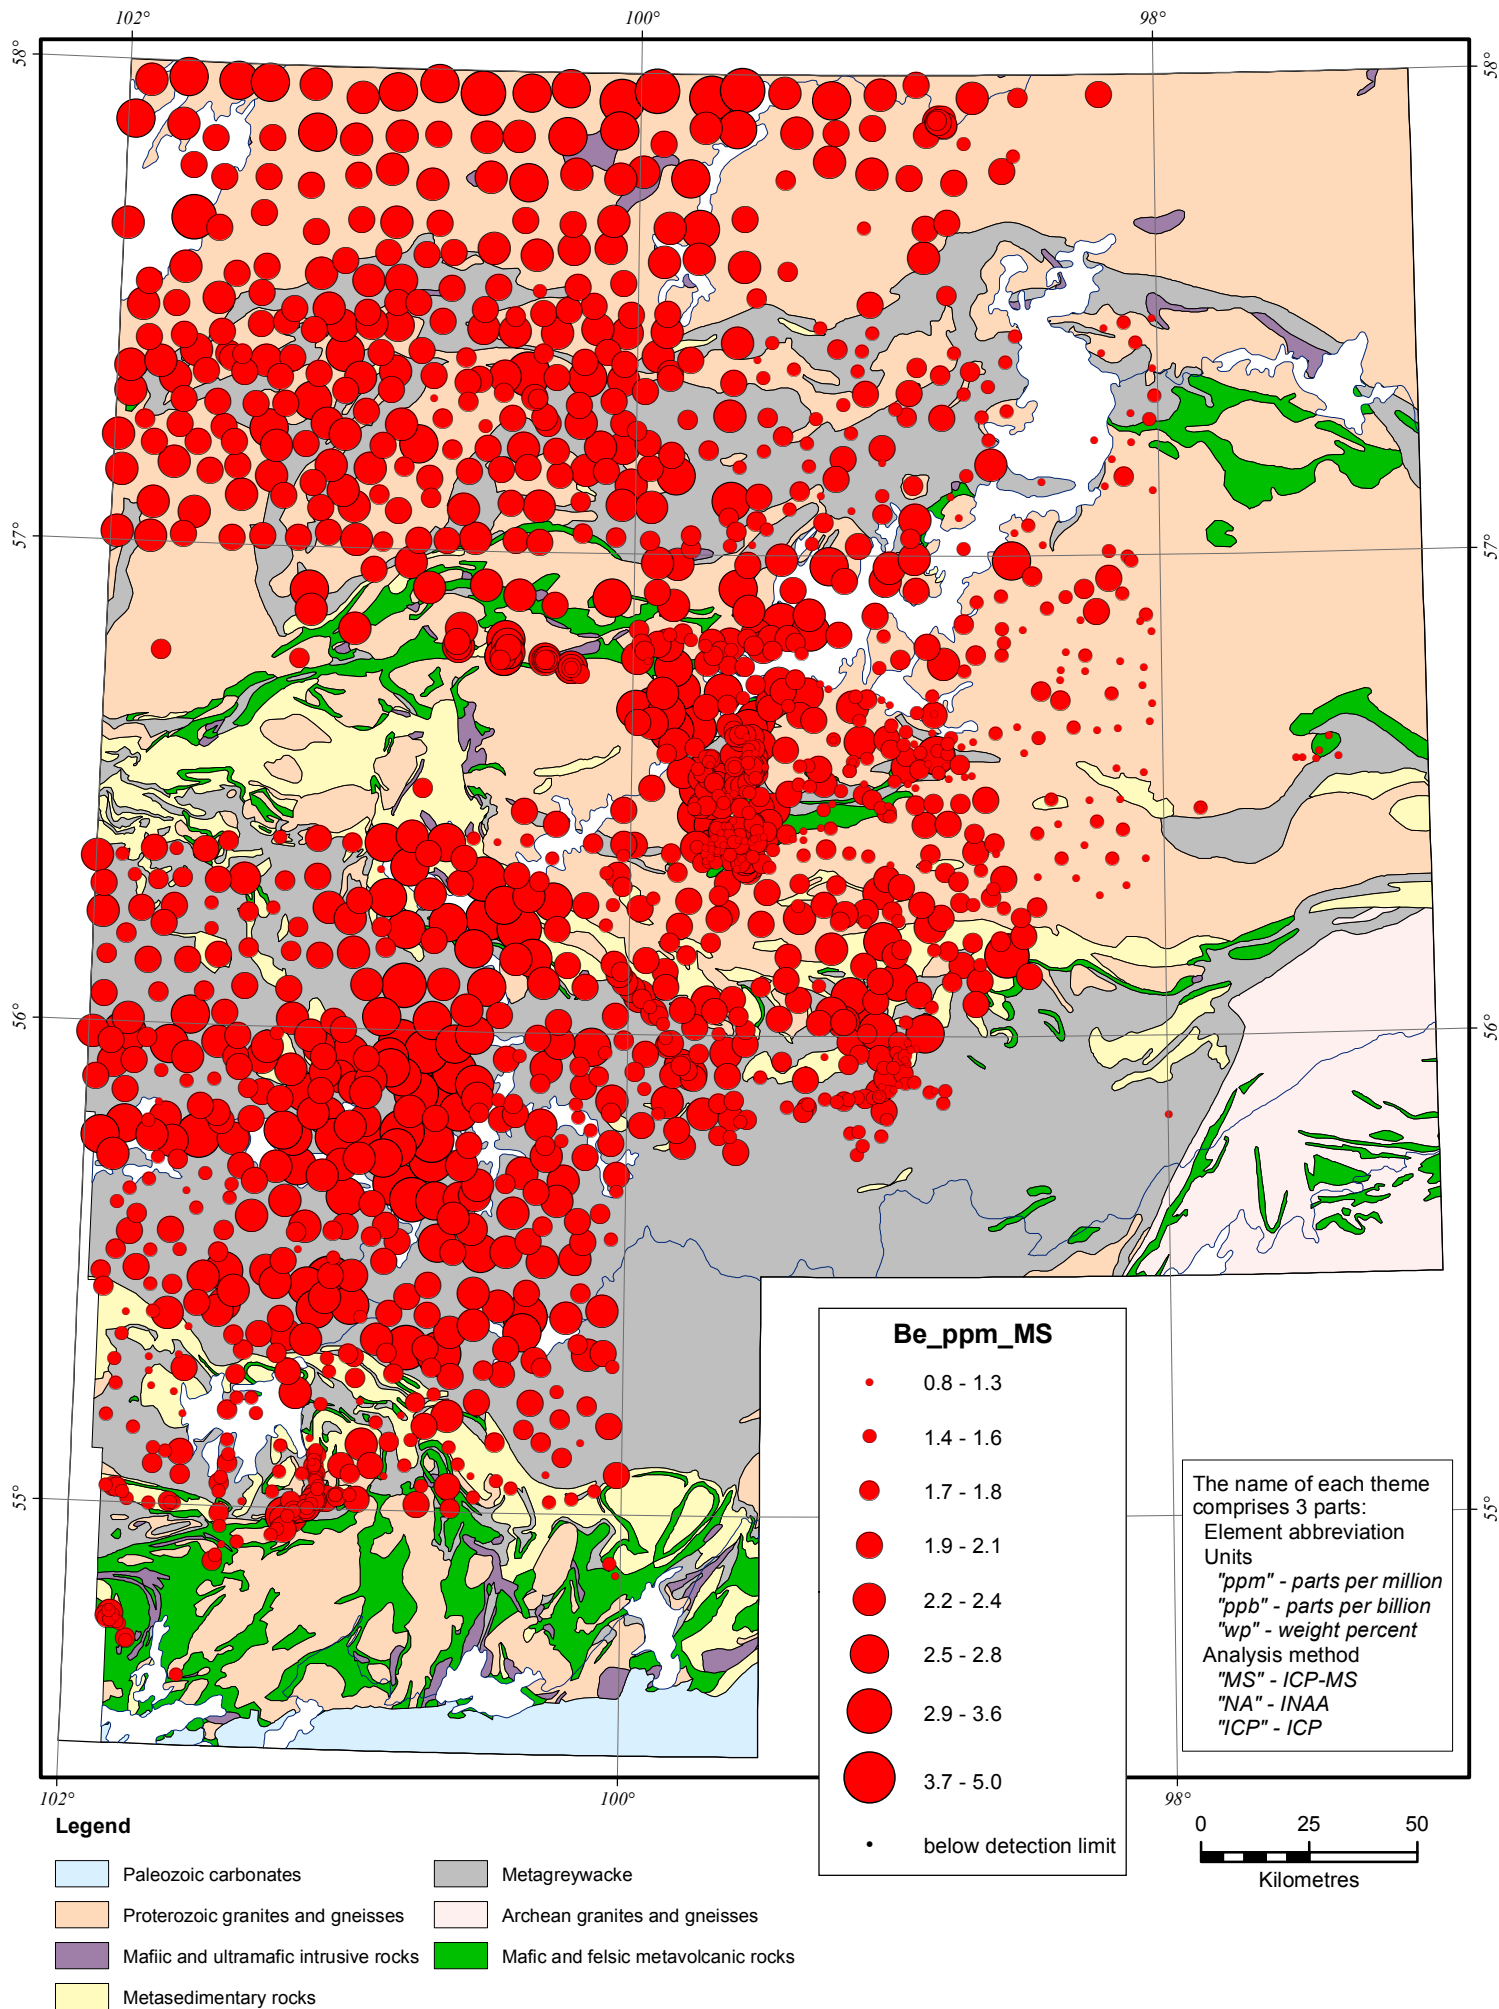 102°
100°
98°
58°
58°
57°
57°
56°
56°
55°
55°
Be_ppm_MS
0.8 - 1.3
1.4 - 1.6
1.7 - 1.8
1.9 - 2.1
2.2 - 2.4
2.5 - 2.8
2.9 - 3.6
3.7 - 5.0
below detection limit
The name of each theme
comprises 3 parts:
Element abbreviation
Units
"ppm" - parts per million
"ppb" - parts per billion
"wp" - weight percent
Analysis method
"MS" - ICP-MS
"NA" - INAA
"ICP" - ICP
102°
100°
98°
Legend
Paleozoic carbonates
Proterozoic granites and gneisses
Mafiic and ultramafic intrusive rocks
Metasedimentary rocks
Metagreywacke
Archean granites and gneisses
Mafic and felsic metavolcanic rocks
0 25 50
Kilometres